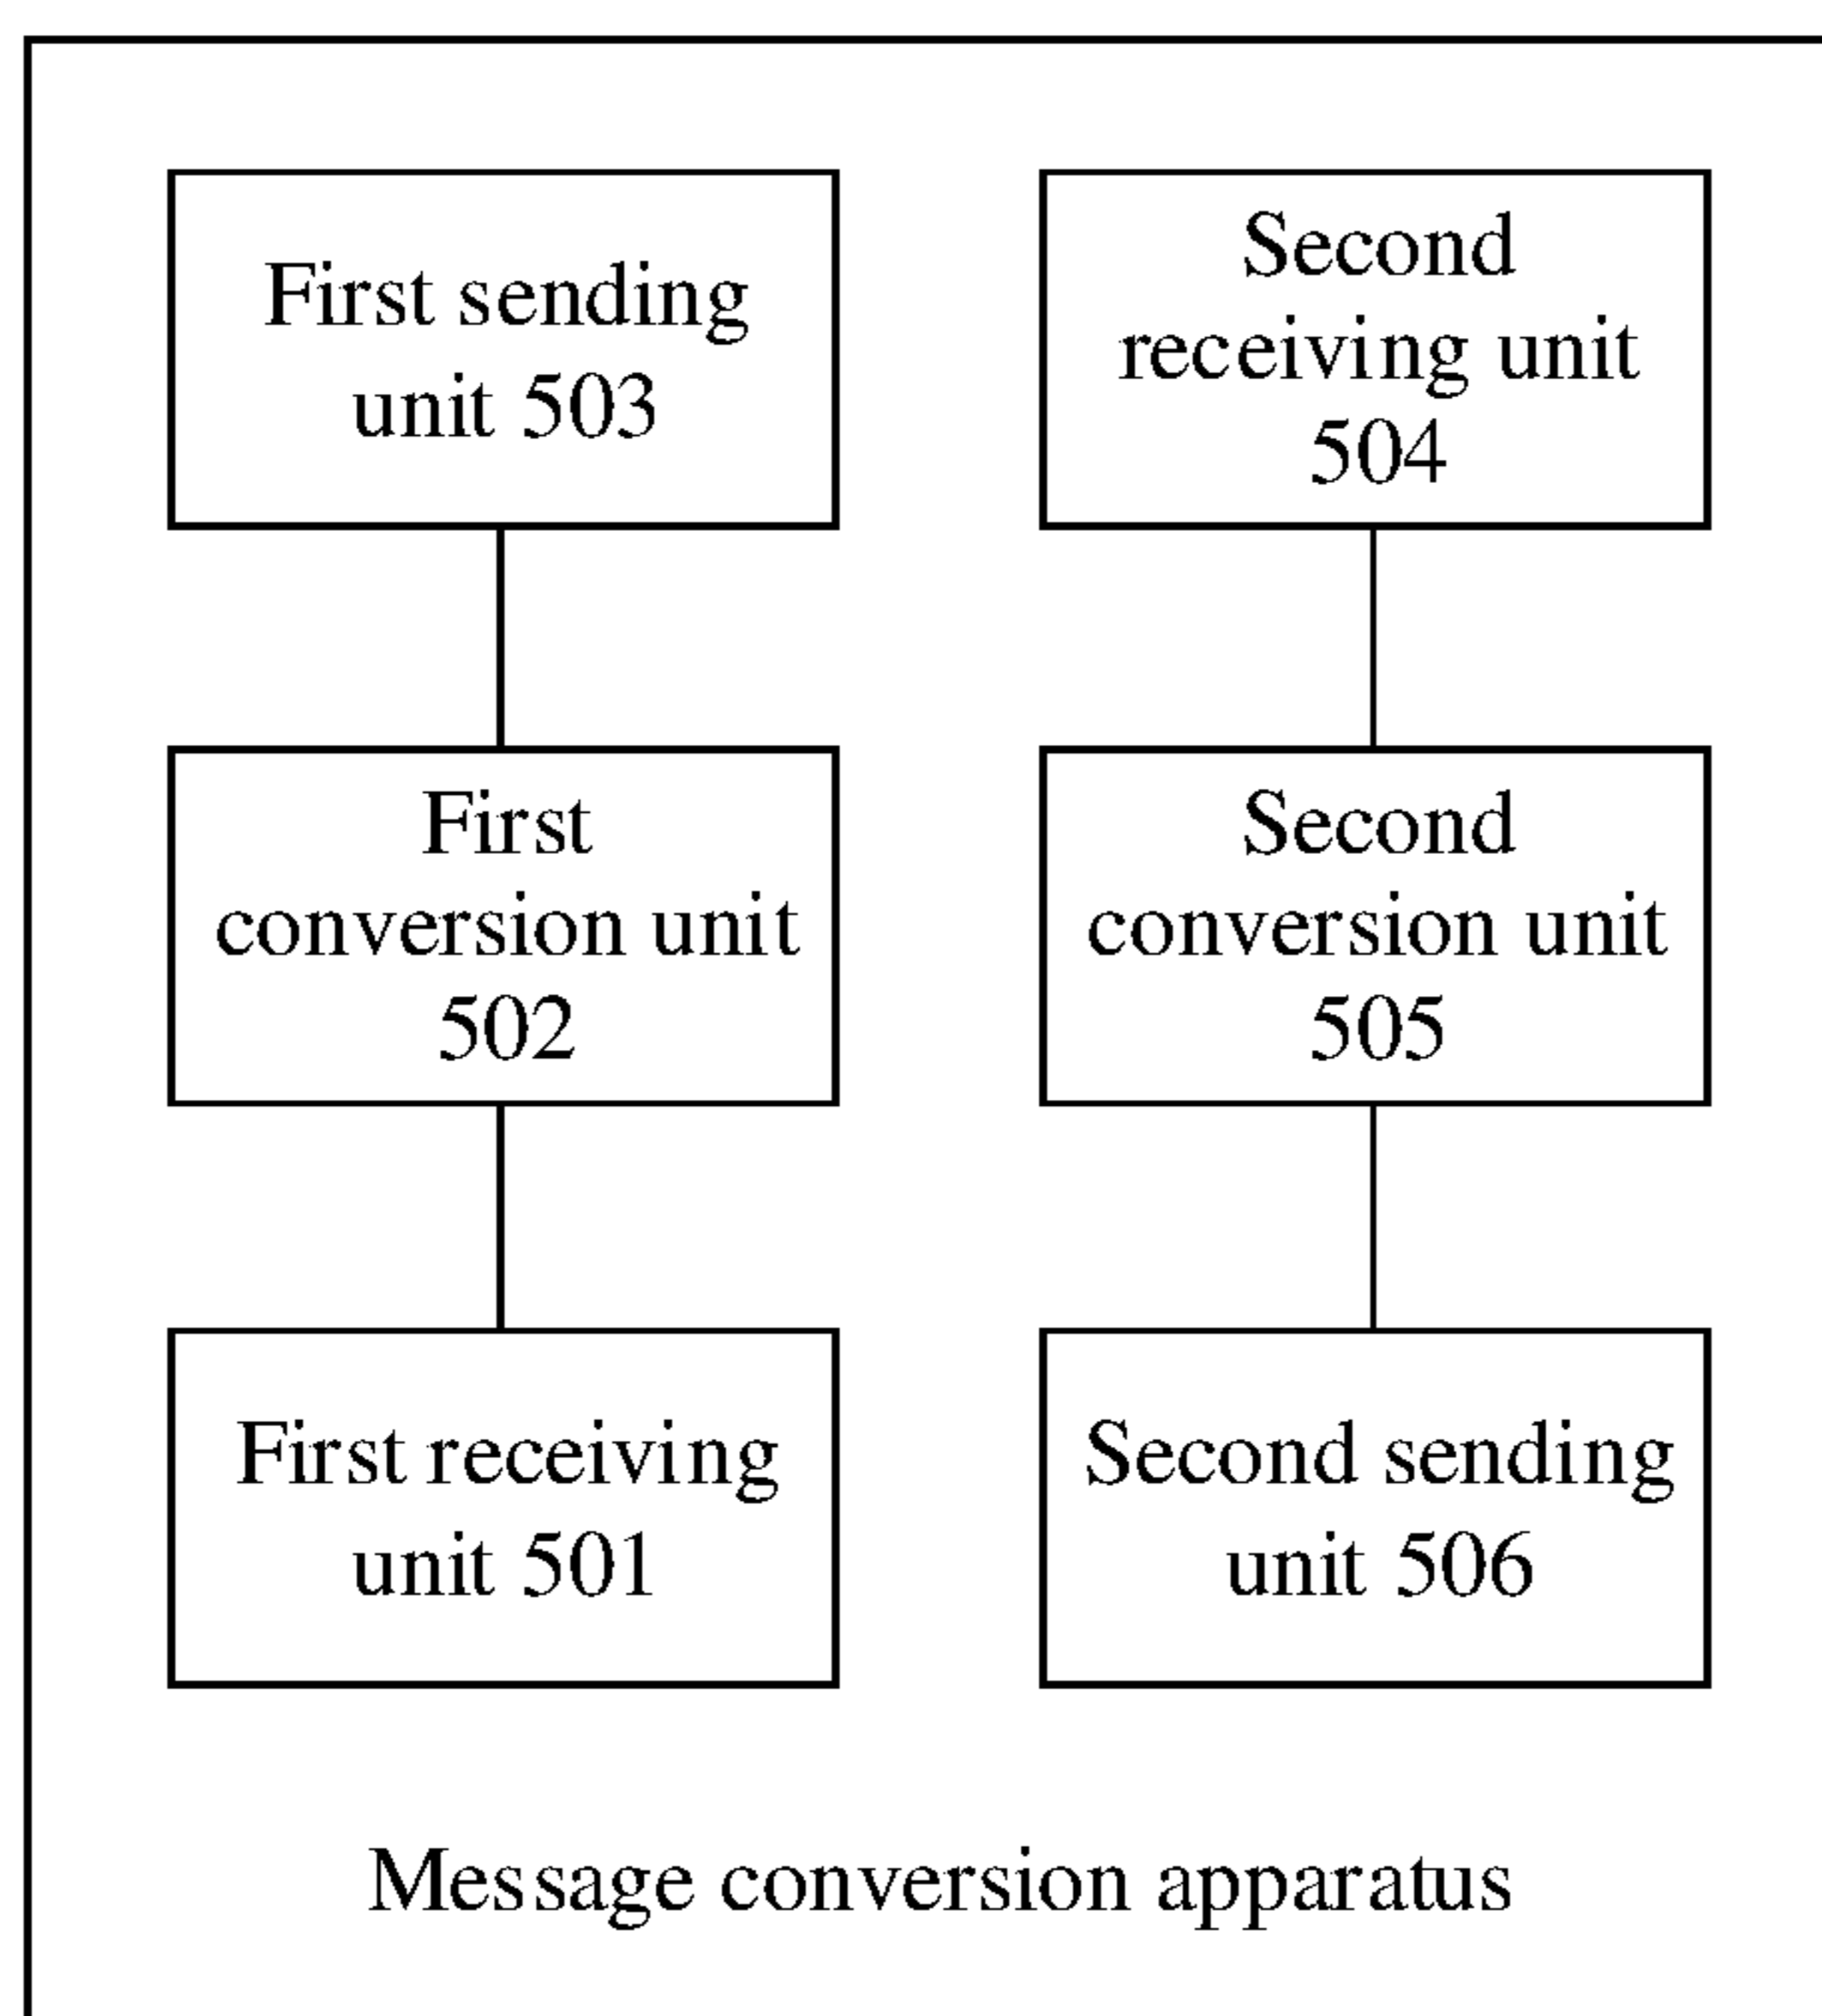 First sending
unit 503
Second
receiving unit
504
First
conversion unit
502
Second
conversion unit
505
First receiving
unit 501
Second sending
unit 506
Message conversion apparatus